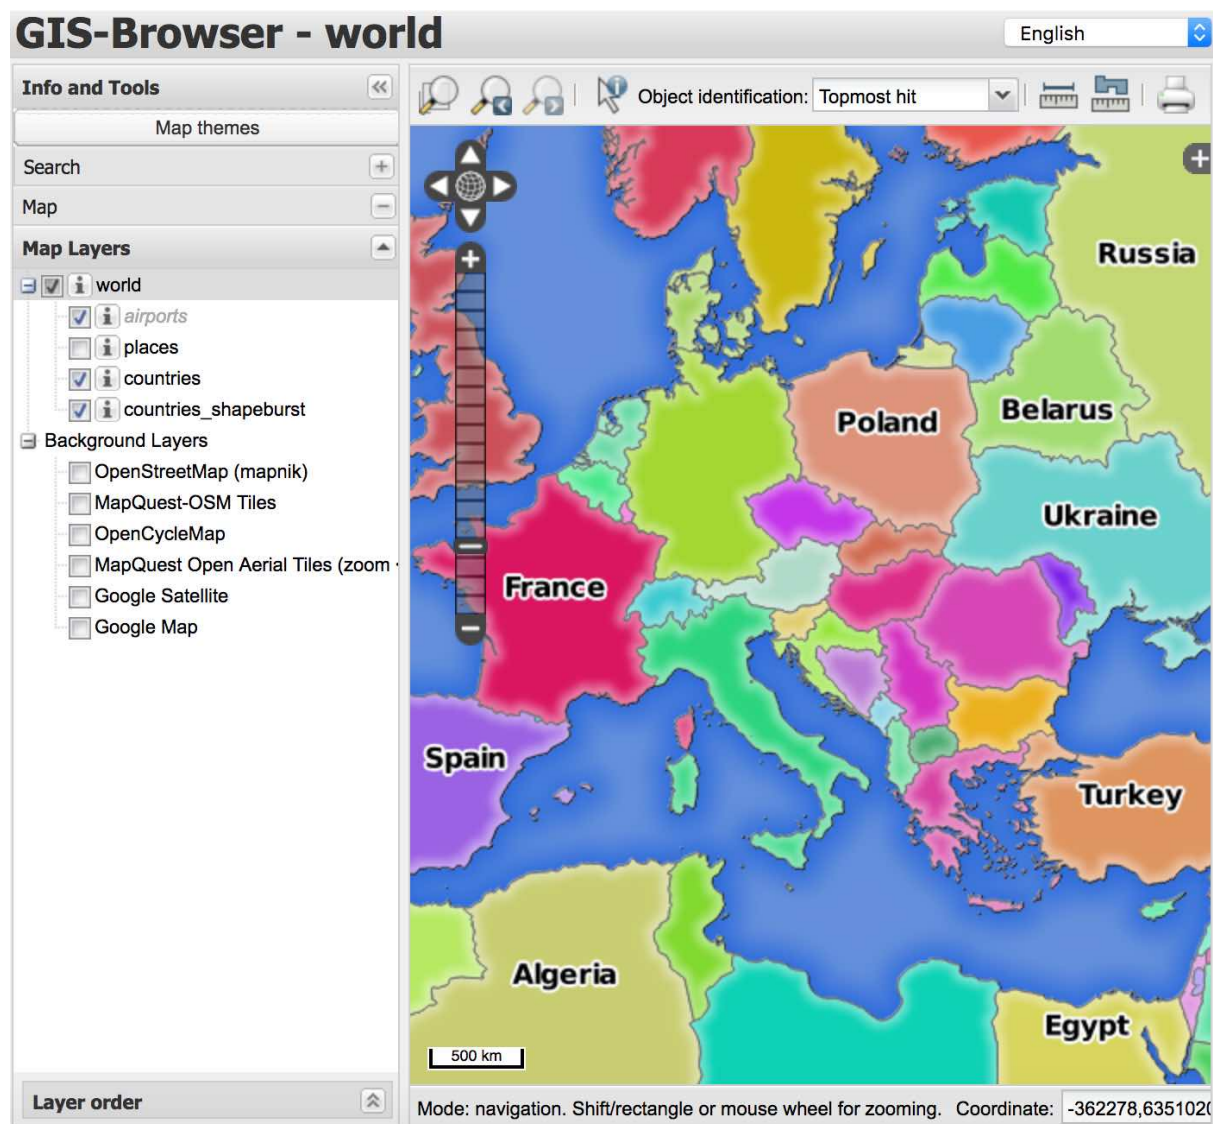 GIS-Browser - world
English
Info and Tools
Map themes
Search
Map
Map Layers
world
airports
places
countries
countries_shapeburst
Background Layers
OpenStreetMap (mapnik)
MapQuest-OSM Tiles
OpenCycleMap
MapQuest Open Aerial Tiles (zoom
Google Satellite
Google Map
Layer order
Object identification: Topmost hit
Russia
Poland
Belarus
Ukraine
France
Spain
Turkey
Algeria
Egypt
500 km
Mode: navigation. Shift/rectangle or mouse wheel for zooming. Coordinate: -362278,6351020